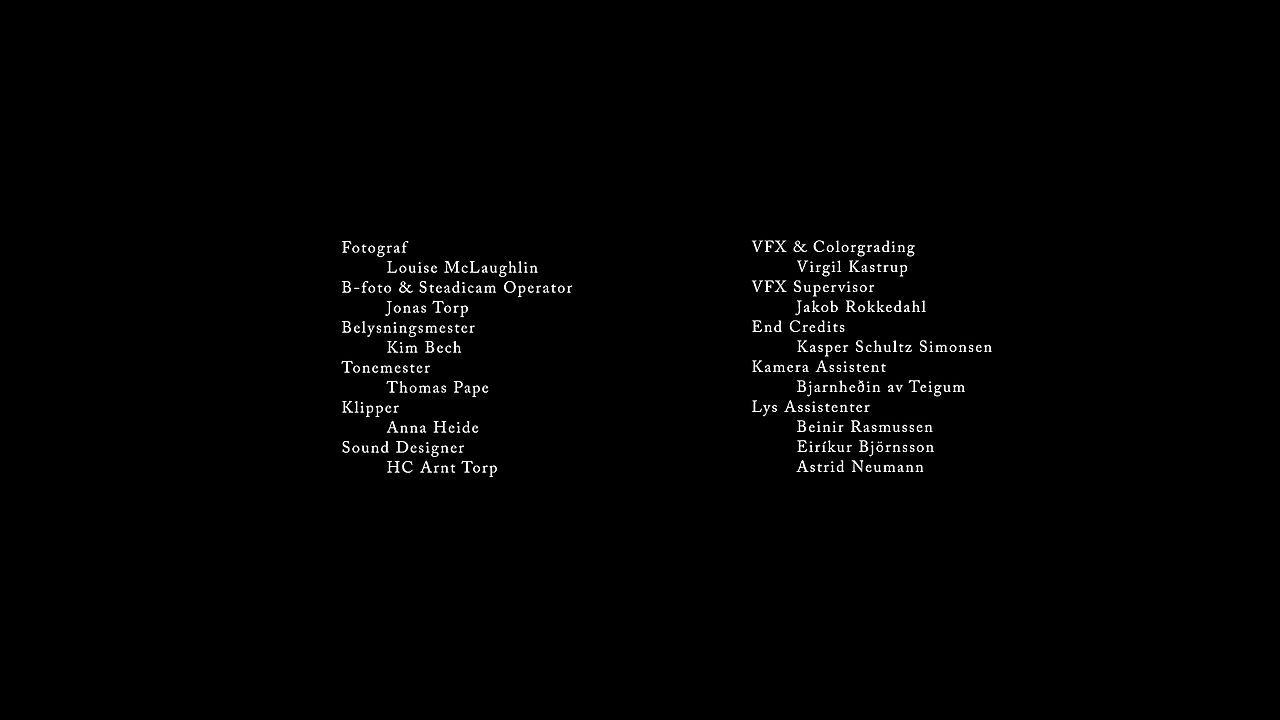 Fotograf
Louise McLaughlin
B-foto & Steadicam Operator
Jonas Torp
Belysningsmester
Kim Bech
Tonemester
Thomas Pape
Klipper
Anna Heide
Sound Designer
HC Arnt Torp
VFX & Colorgrading
Virgil Kastrup
VFX Supervisor
Jakob Rokkedahl
End Credits
Kasper Schultz Simonsen
Kamera Assistent
Bjarnheðin av Teigum
Lys Assistenter
Beinir Rasmussen
Eiríkur Björnsson
Astrid Neumann